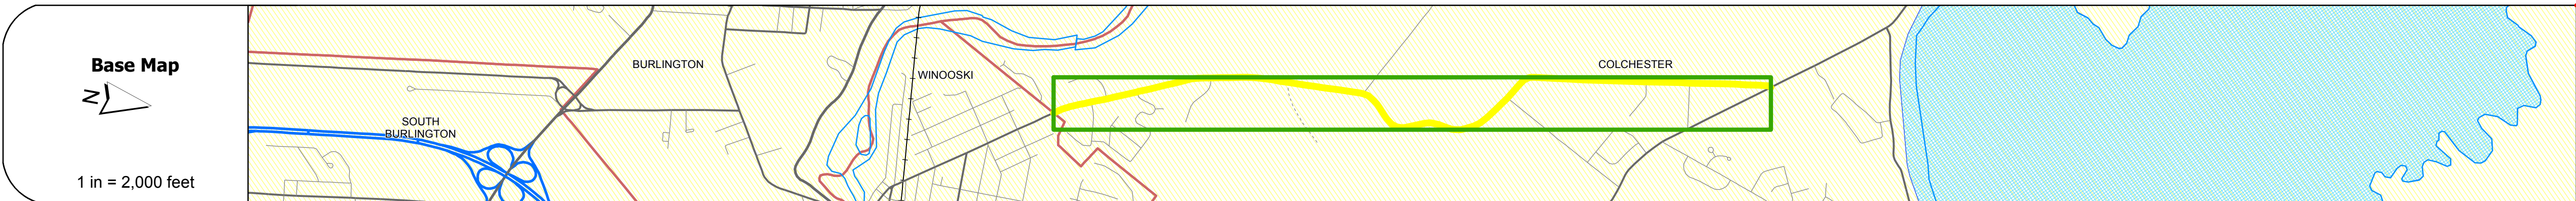 Base Map
N
1 in = 2,000 feet
SOUTH
BURLINGTON
BURLINGTON
WINOOSKI
COLCHESTER